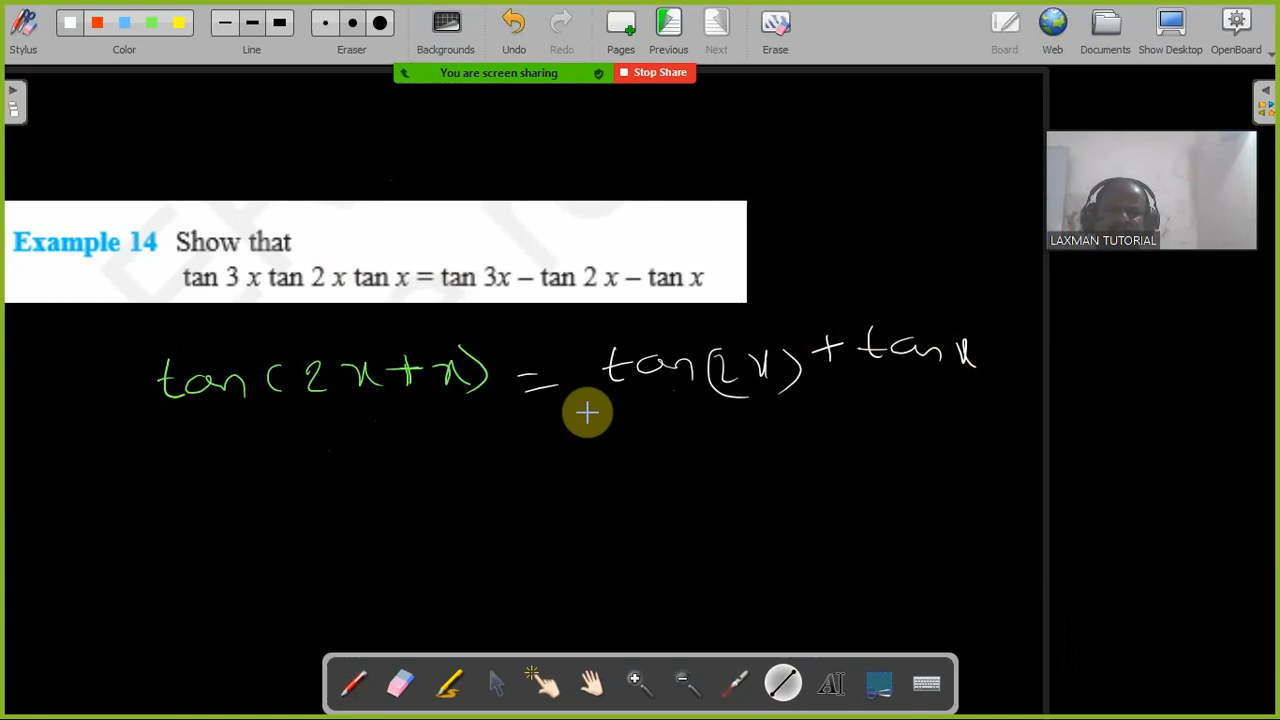 Stylus Color Line Eraser Backgrounds Undo Redo Pages Previous Next Erase Board Web Documents Show Desktop OpenBoard
You are screen sharing Stop Share
LAXMAN TUTORIAL
Example 14 Show that
tan 3 x tan 2 x tan x = tan 3x – tan 2 x – tan x
tan(2x+x) = tan(2x) + tan x
AI